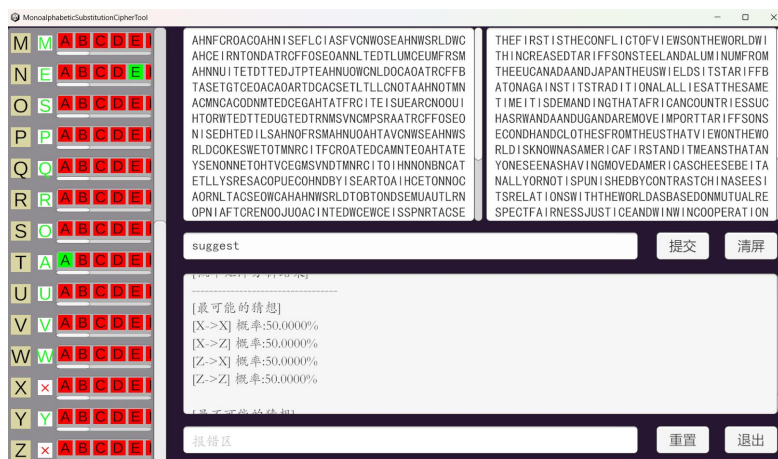 MonoalphabeticSubstitutionCipherTool
M M A B C D E
N E A B C D E
O S A B C D E
P P A B C D E
Q Q A B C D E
R R A B C D E
S O A B C D E
T A A B C D E
U U A B C D E
V V A B C D E
W W A B C D E
X × A B C D E
Y Y A B C D E
Z × A B C D E
AHNFCROACOAHNISEFLCIASFVCNWOSEAHNWSRLDWC
AHCEIRNTONDATRCFFOSEOANNLTEDTLUMCEUMFRSM
AHNNUITETDTTEDJTPTEAHNUOWCNLDOCAOATRCFFB
TASETGTCEOACAOARTDCACSETLTLLCNOTAAHNOTMN
ACMNCACODNMTEDCEGAHTATFRCITEISUEARCNOOUI
HTORWTEDTTEDUGTEDTRNMSVNCMPSRAATRCFFOSEO
NISEDHTEDILSAHNOFRSMAHNUOAHTAVCNWSEAHNWS
RLDCOKESWETOTMNRCITFCROATEDCAMNTEOAHTATE
YSENONNETOHTVCEGMSVNDTMNRCITOIHNNONBNCAT
ETLLYSRESACOPUECOHNDBYISEARTOAIHCETONNOC
AORNLTACSEOWCAHAHNWSRLDTOBTONDSEMUAUTLRN
OPNIAFTCRENOOJUOACINTEDWCEWCEISSPNRTACSE
THEFIRSTISTHECONFLICTOFVIEWSONTHEWORLDWI
THINCREASEDTARIFFSONSTEELANDALUMINUMFROM
THEEUCANADAANDJAPANTHEUSWIELDSITSTARIFFB
ATONAGAINSTITSTRADITIONALALLIESATTHESAME
TIMEITISDEMANDINGTHATAFRICANCOUNTRIESSUC
HASRWANDAANDUGANDAREMOVEIMPORTTARIFFSONS
ECONDHANDCLOTHESFROMTHEUSTHATVIEWONTHEWO
RLDISKNOWNASAMERICAFIRSTANDITMEANSTHATAN
YONESEENASHAVINGMOVEDAMERICASCHEESEBEITA
NALLYORNOTISPUNISHEDBYCONTRASTCHINASEESI
TSRELATIONSWITHTHEWORLDASBASEDONMUTUALRE
SPECTFAIRNESSJUSTICEANDWINWINCOOPERATION
suggest
提交
清屏
--------------------------------
[最可能的猜想]
[X->X] 概率:50.0000%
[X->Z] 概率:50.0000%
[Z->X] 概率:50.0000%
[Z->Z] 概率:50.0000%
报错区
重置
退出